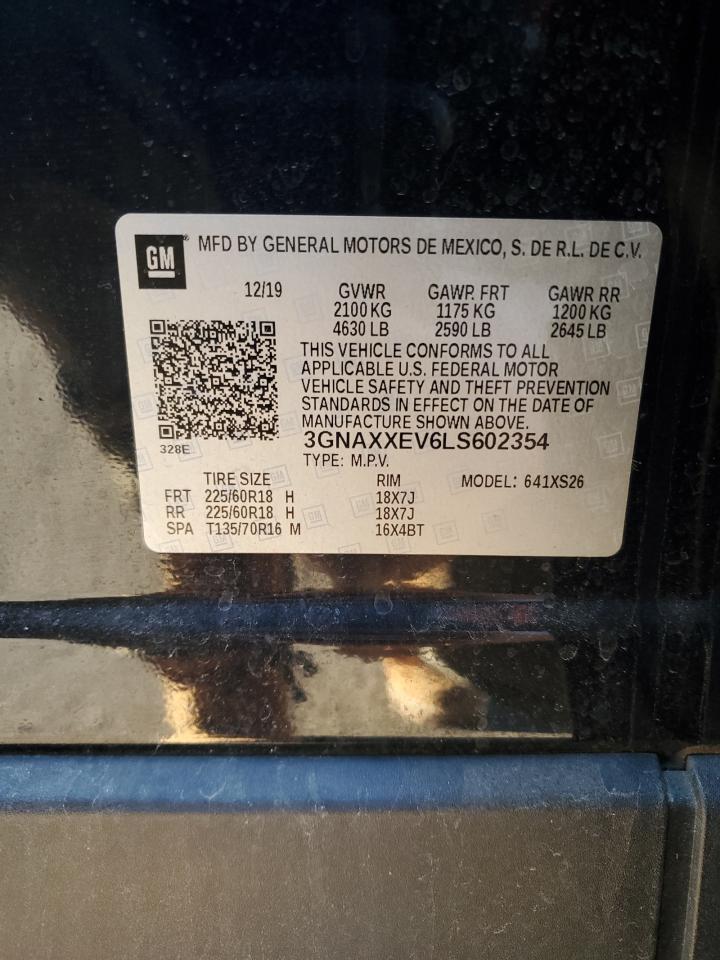 GM® MFD BY GENERAL MOTORS DE MEXICO, S. DE R.L. DE C.V.
12/19 GVWR GAWR FRT GAWR RR
2100 KG 1175 KG 1200 KG
4630 LB 2590 LB 2645 LB
THIS VEHICLE CONFORMS TO ALL
APPLICABLE U.S. FEDERAL MOTOR
VEHICLE SAFETY AND THEFT PREVENTION
STANDARDS IN EFFECT ON THE DATE OF
MANUFACTURE SHOWN ABOVE.
3GNAXXEV6LS602354
328E
TYPE: M.P.V.
TIRE SIZE RIM MODEL: 641XS26
FRT 225/60R18 H 18X7J
RR 225/60R18 H 18X7J
SPA T135/70R16 M 16X4BT